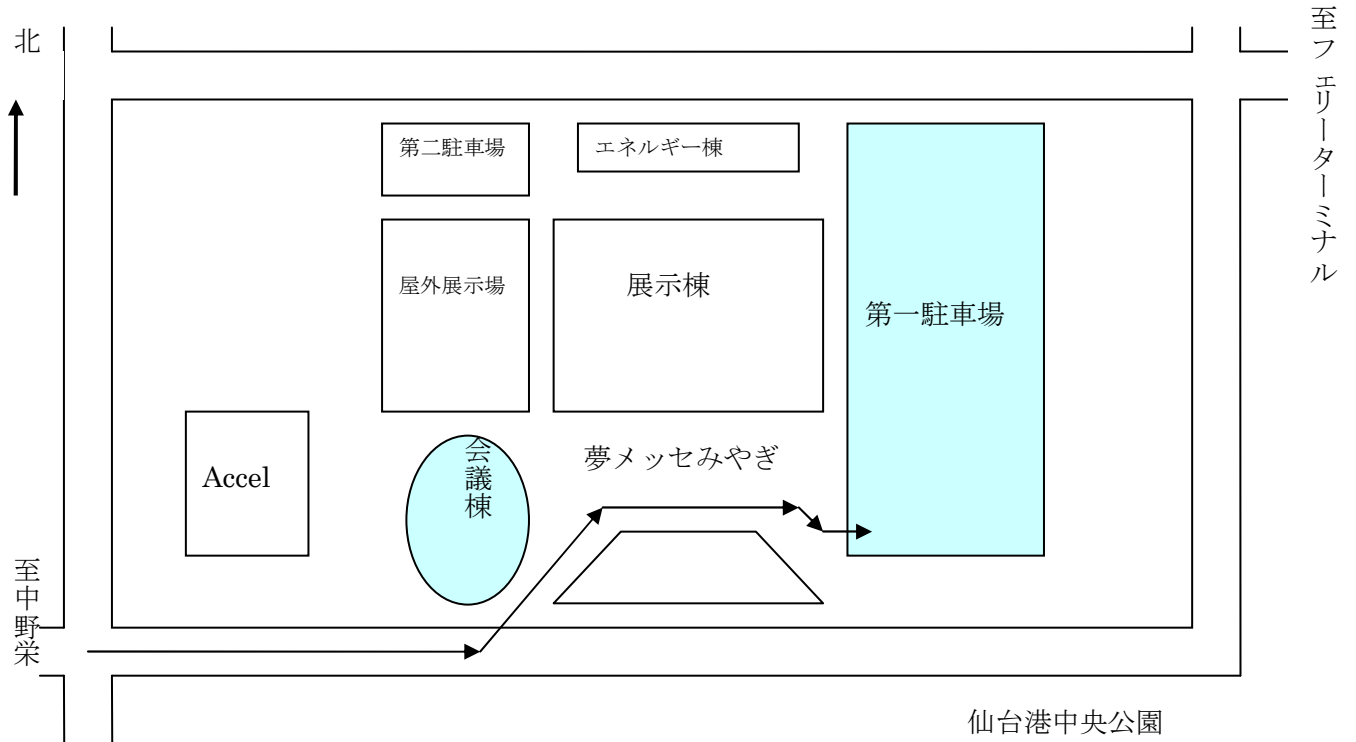 北
至フェリーターミナル
第二駐車場
エネルギー棟
屋外展示場
展示棟
第一駐車場
Accel
会議棟
夢メッセみやぎ
至中野栄
仙台港中央公園